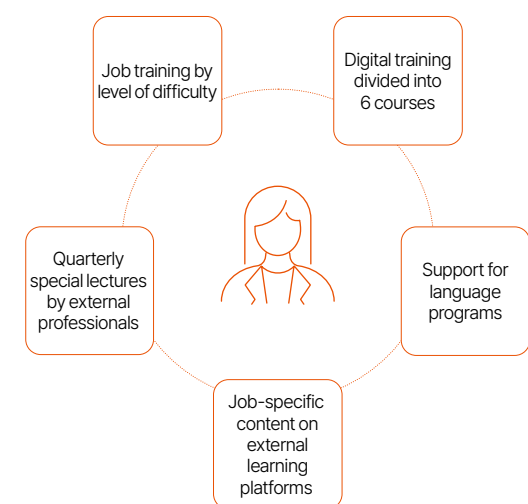 Job training by
level of difficulty
Digital training
divided into
6 courses
Quarterly
special lectures
by external
professionals
Support for
language
programs
Job-specific
content on
external
learning
platforms